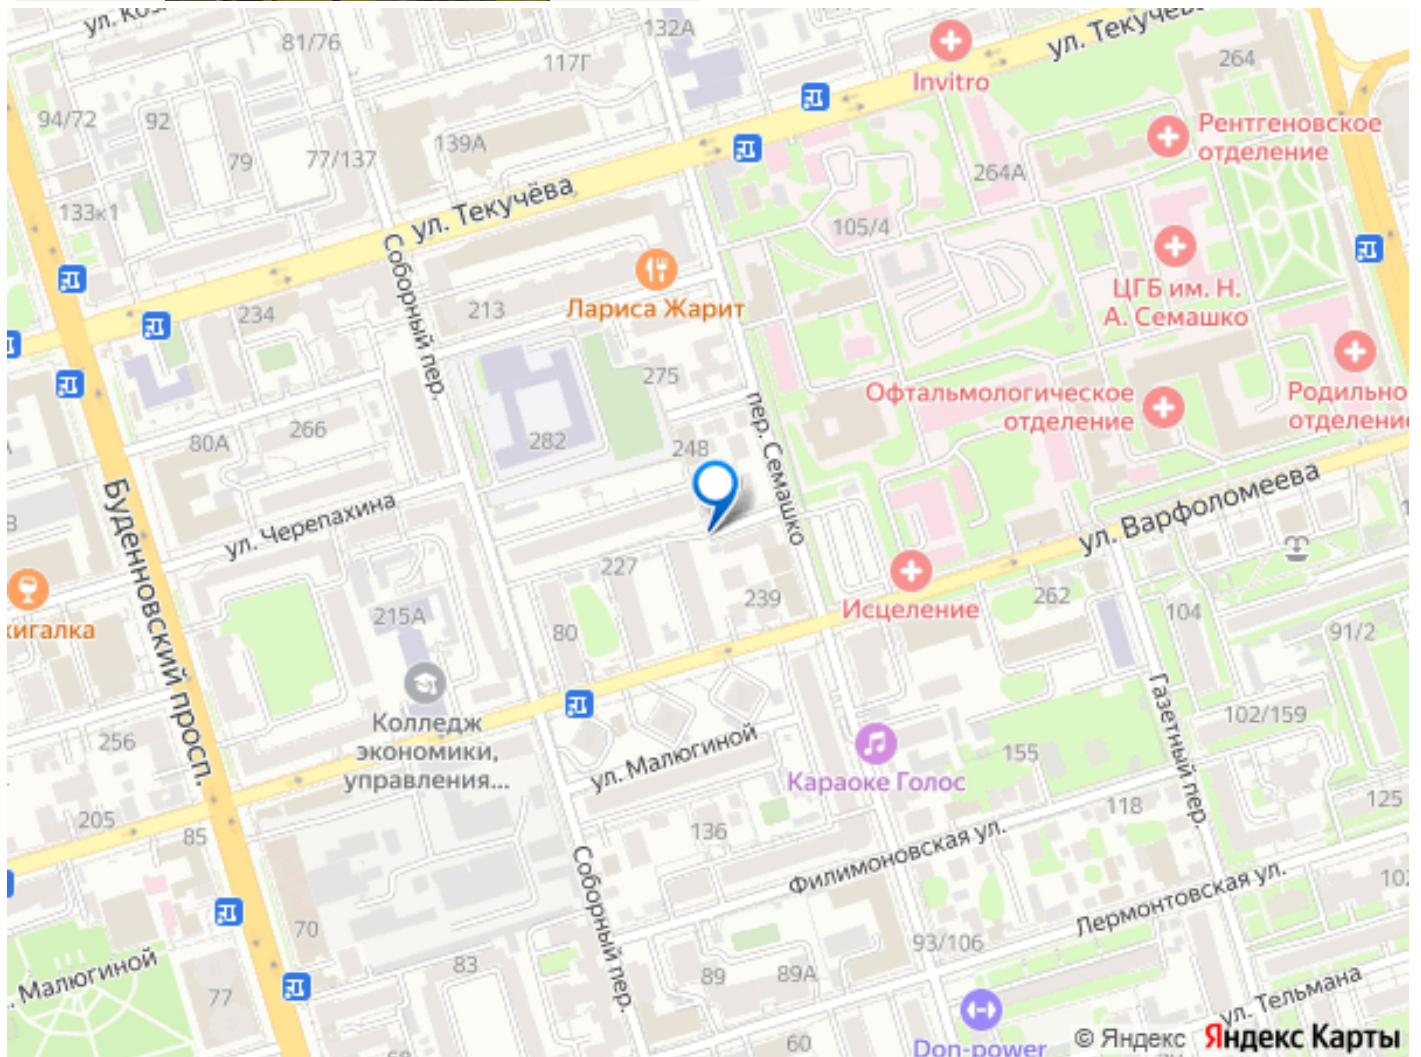 132А
ул. Текучёва
81/76
117Г
Invitro
264
94/72
92
79
77/137
139А
Рентгеновское
отделение
264А
133к1
ул. Текучёва
105/4
Соборный пер.
Лариса Жарит
ЦГБ им. Н.
А. Семашко
234
213
275
Офтальмологическое
отделение
Родильно
отделени
пер. Семашко
80А
266
282
248
Буденновский просп.
ул. Черепахина
ул. Варфоломеева
227
239
Исцеление
262
104
кигалка
215А
80
91/2
Колледж
экономики,
управления...
256
Газетный пер.
102/159
ул. Малюгиной
Караоке Голос
155
205
85
136
118
125
Филимоновская ул.
Соборный пер.
Лермонтовская ул.
102
70
93/106
Малюгиной
83
89
89А
77
ул. Тельмана
60
Don-power
© Яндекс Яндекс Карты